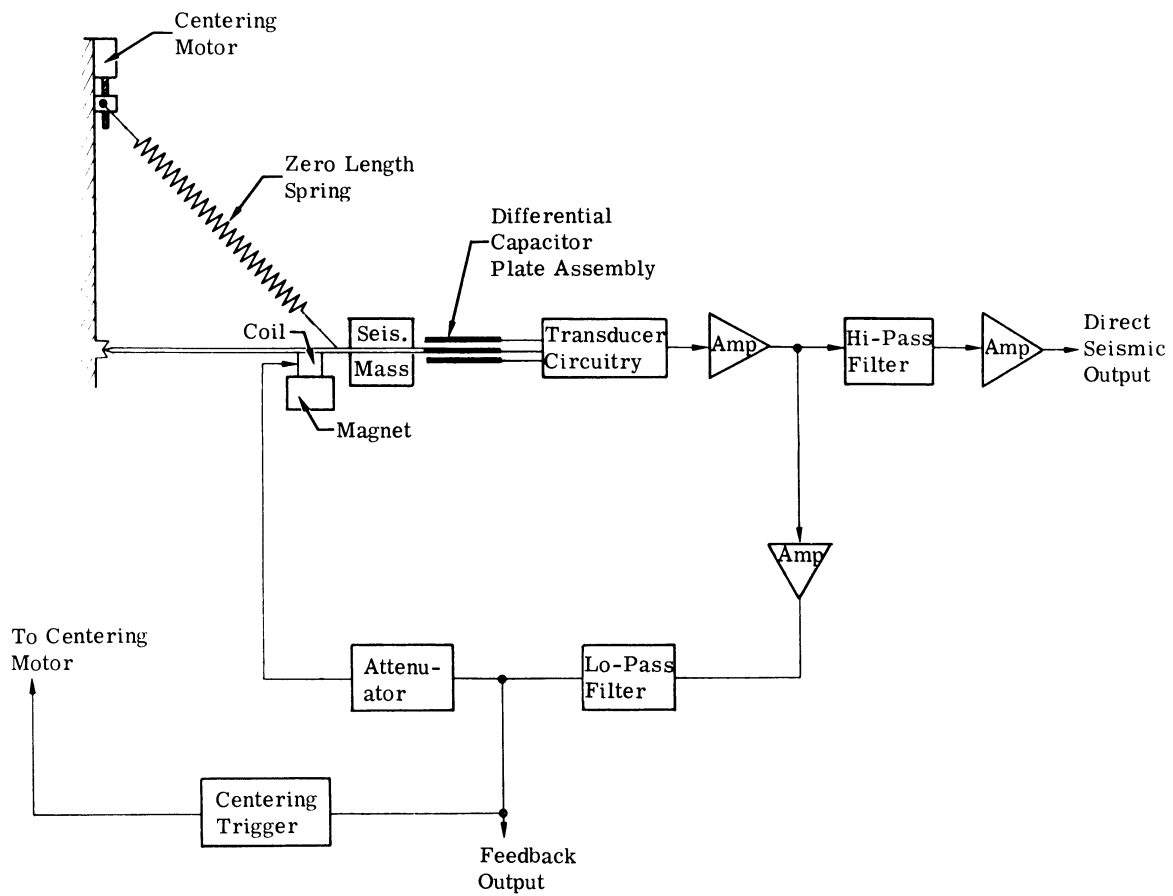 Centering
Motor
Zero Length
Spring
Differential
Capacitor
Plate Assembly
Coil
Seis.
Mass
Magnet
Transducer
Circuitry
Amp
Hi-Pass
Filter
Amp
Direct
Seismic
Output
Amp
To Centering
Motor
Attenu-
ator
Lo-Pass
Filter
Centering
Trigger
Feedback
Output